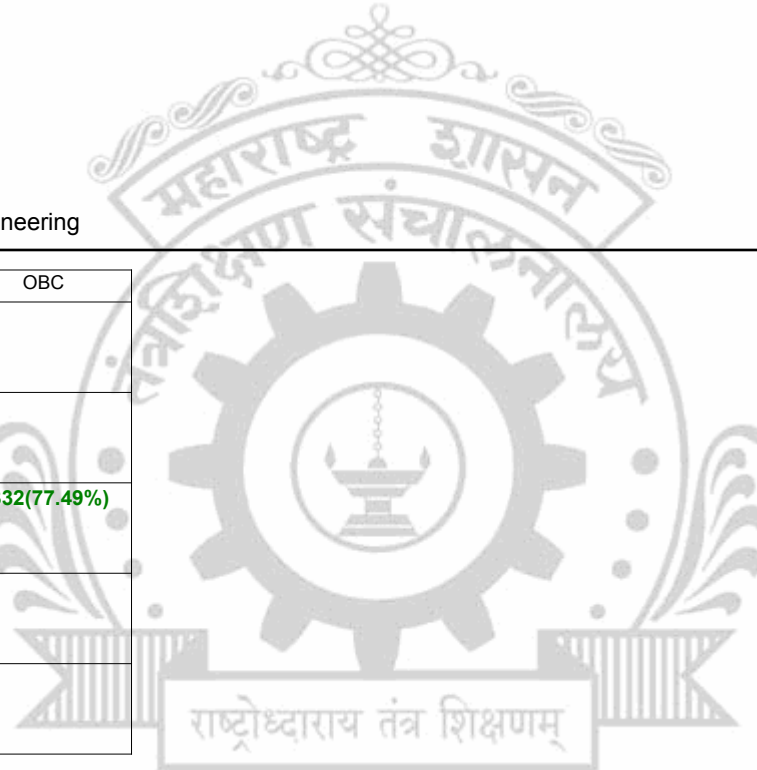 महाराष्ट्र शासन
तंत्रशिक्षण संचालनालय
neering
OBC
32(77.49%)
राष्ट्रोध्दाराय तंत्र शिक्षणम्